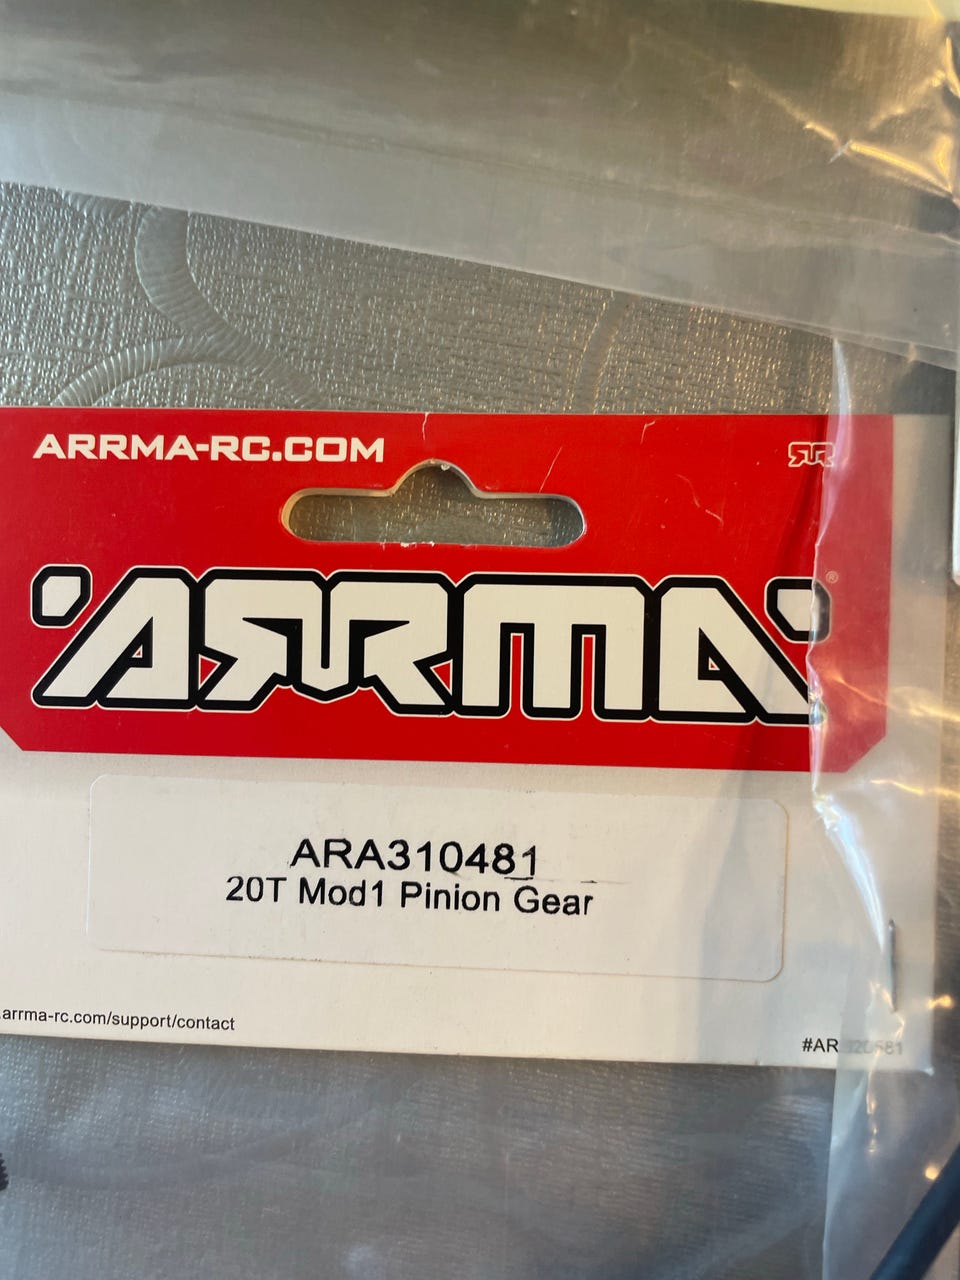 ARRMA-RC.COM
ARRMA®
ARA310481
20T Mod1 Pinion Gear
.arrma-rc.com/support/contact